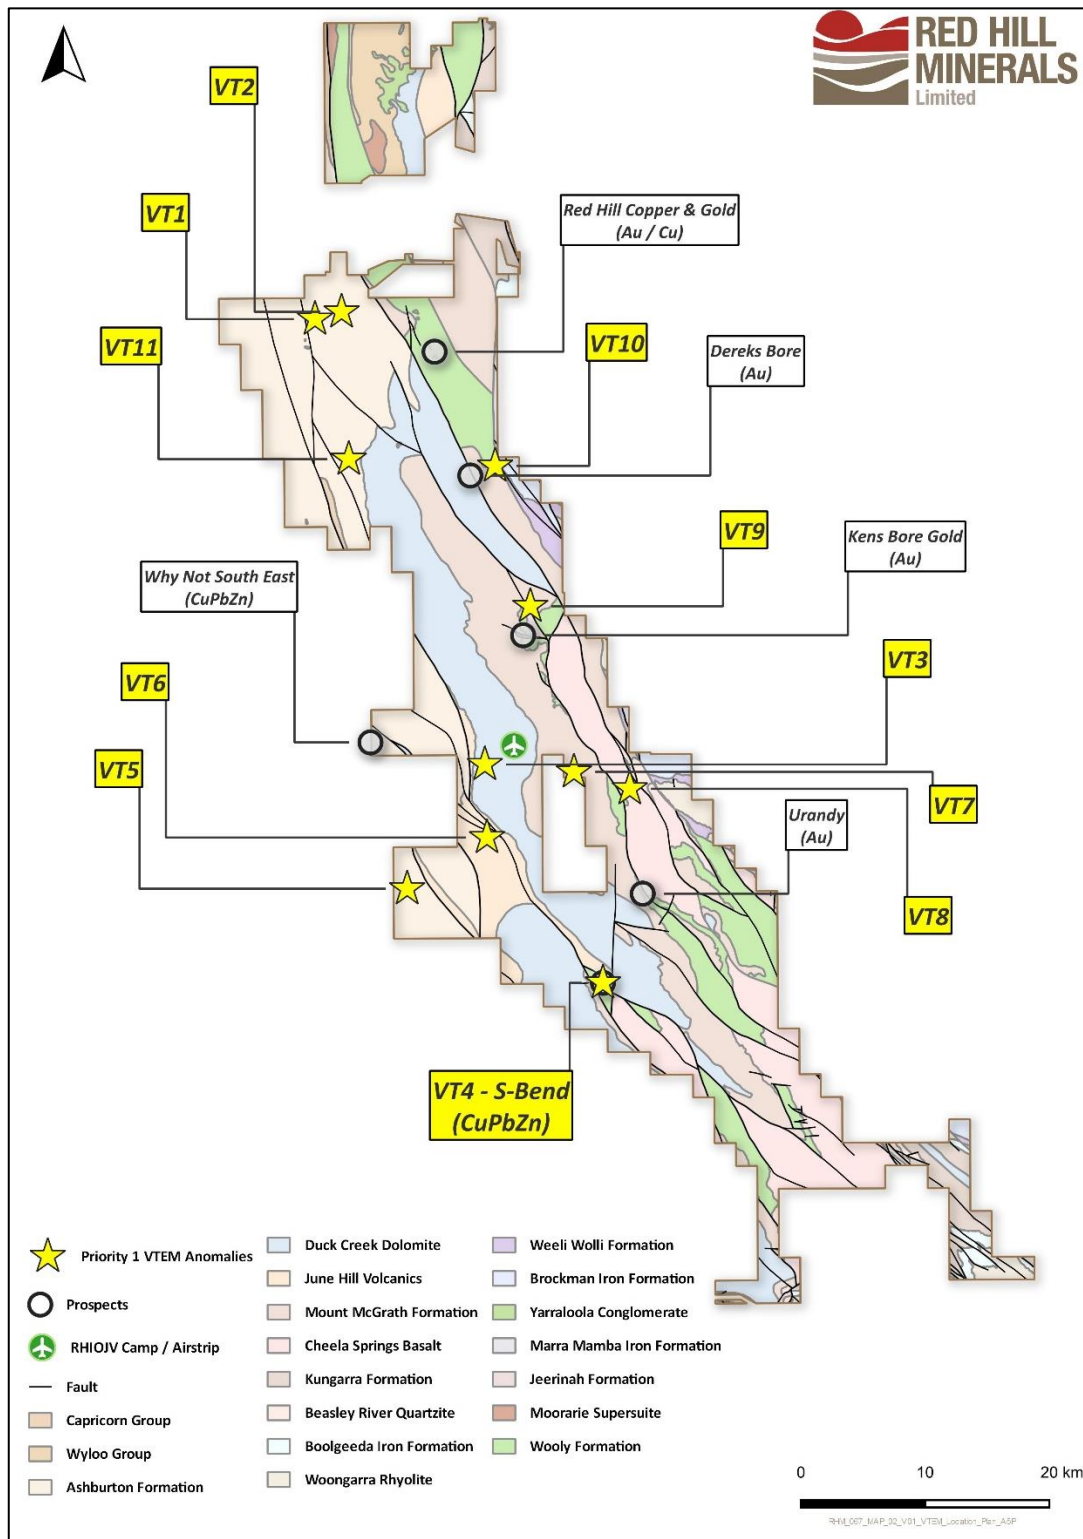 RED HILL
MINERALS
Limited
VT2
VT1
Red Hill Copper & Gold
(Au / Cu)
VT11
VT10
Dereks Bore
(Au)
VT9
Kens Bore Gold
(Au)
Why Not South East
(CuPbZn)
VT3
VT6
VT5
VT7
Urandy
(Au)
VT8
VT4 - S-Bend
(CuPbZn)
Priority 1 VTEM Anomalies
Prospects
RHIOJV Camp / Airstrip
Fault
Capricorn Group
Wyloo Group
Ashburton Formation
Duck Creek Dolomite
June Hill Volcanics
Mount McGrath Formation
Cheela Springs Basalt
Kungarra Formation
Beasley River Quartzite
Boolgeeda Iron Formation
Woongarra Rhyolite
Weeli Wolli Formation
Brockman Iron Formation
Yarraloola Conglomerate
Marra Mamba Iron Formation
Jeerinah Formation
Moorarie Supersuite
Wooly Formation
0 10 20 km
RHM_067_MAP_02_V01_VTEM_Location_Plan_A5P